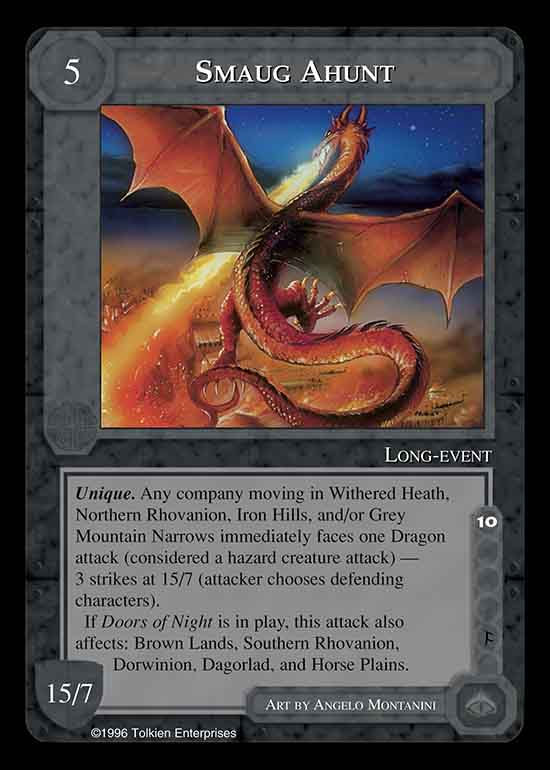 5
SMAUG AHUNT
LONG-EVENT
Unique. Any company moving in Withered Heath,
Northern Rhovanion, Iron Hills, and/or Grey
Mountain Narrows immediately faces one Dragon
attack (considered a hazard creature attack) —
3 strikes at 15/7 (attacker chooses defending
characters).
If Doors of Night is in play, this attack also
affects: Brown Lands, Southern Rhovanion,
Dorwinion, Dagorlad, and Horse Plains.
10
15/7
ART BY ANGELO MONTANINI
©1996 Tolkien Enterprises